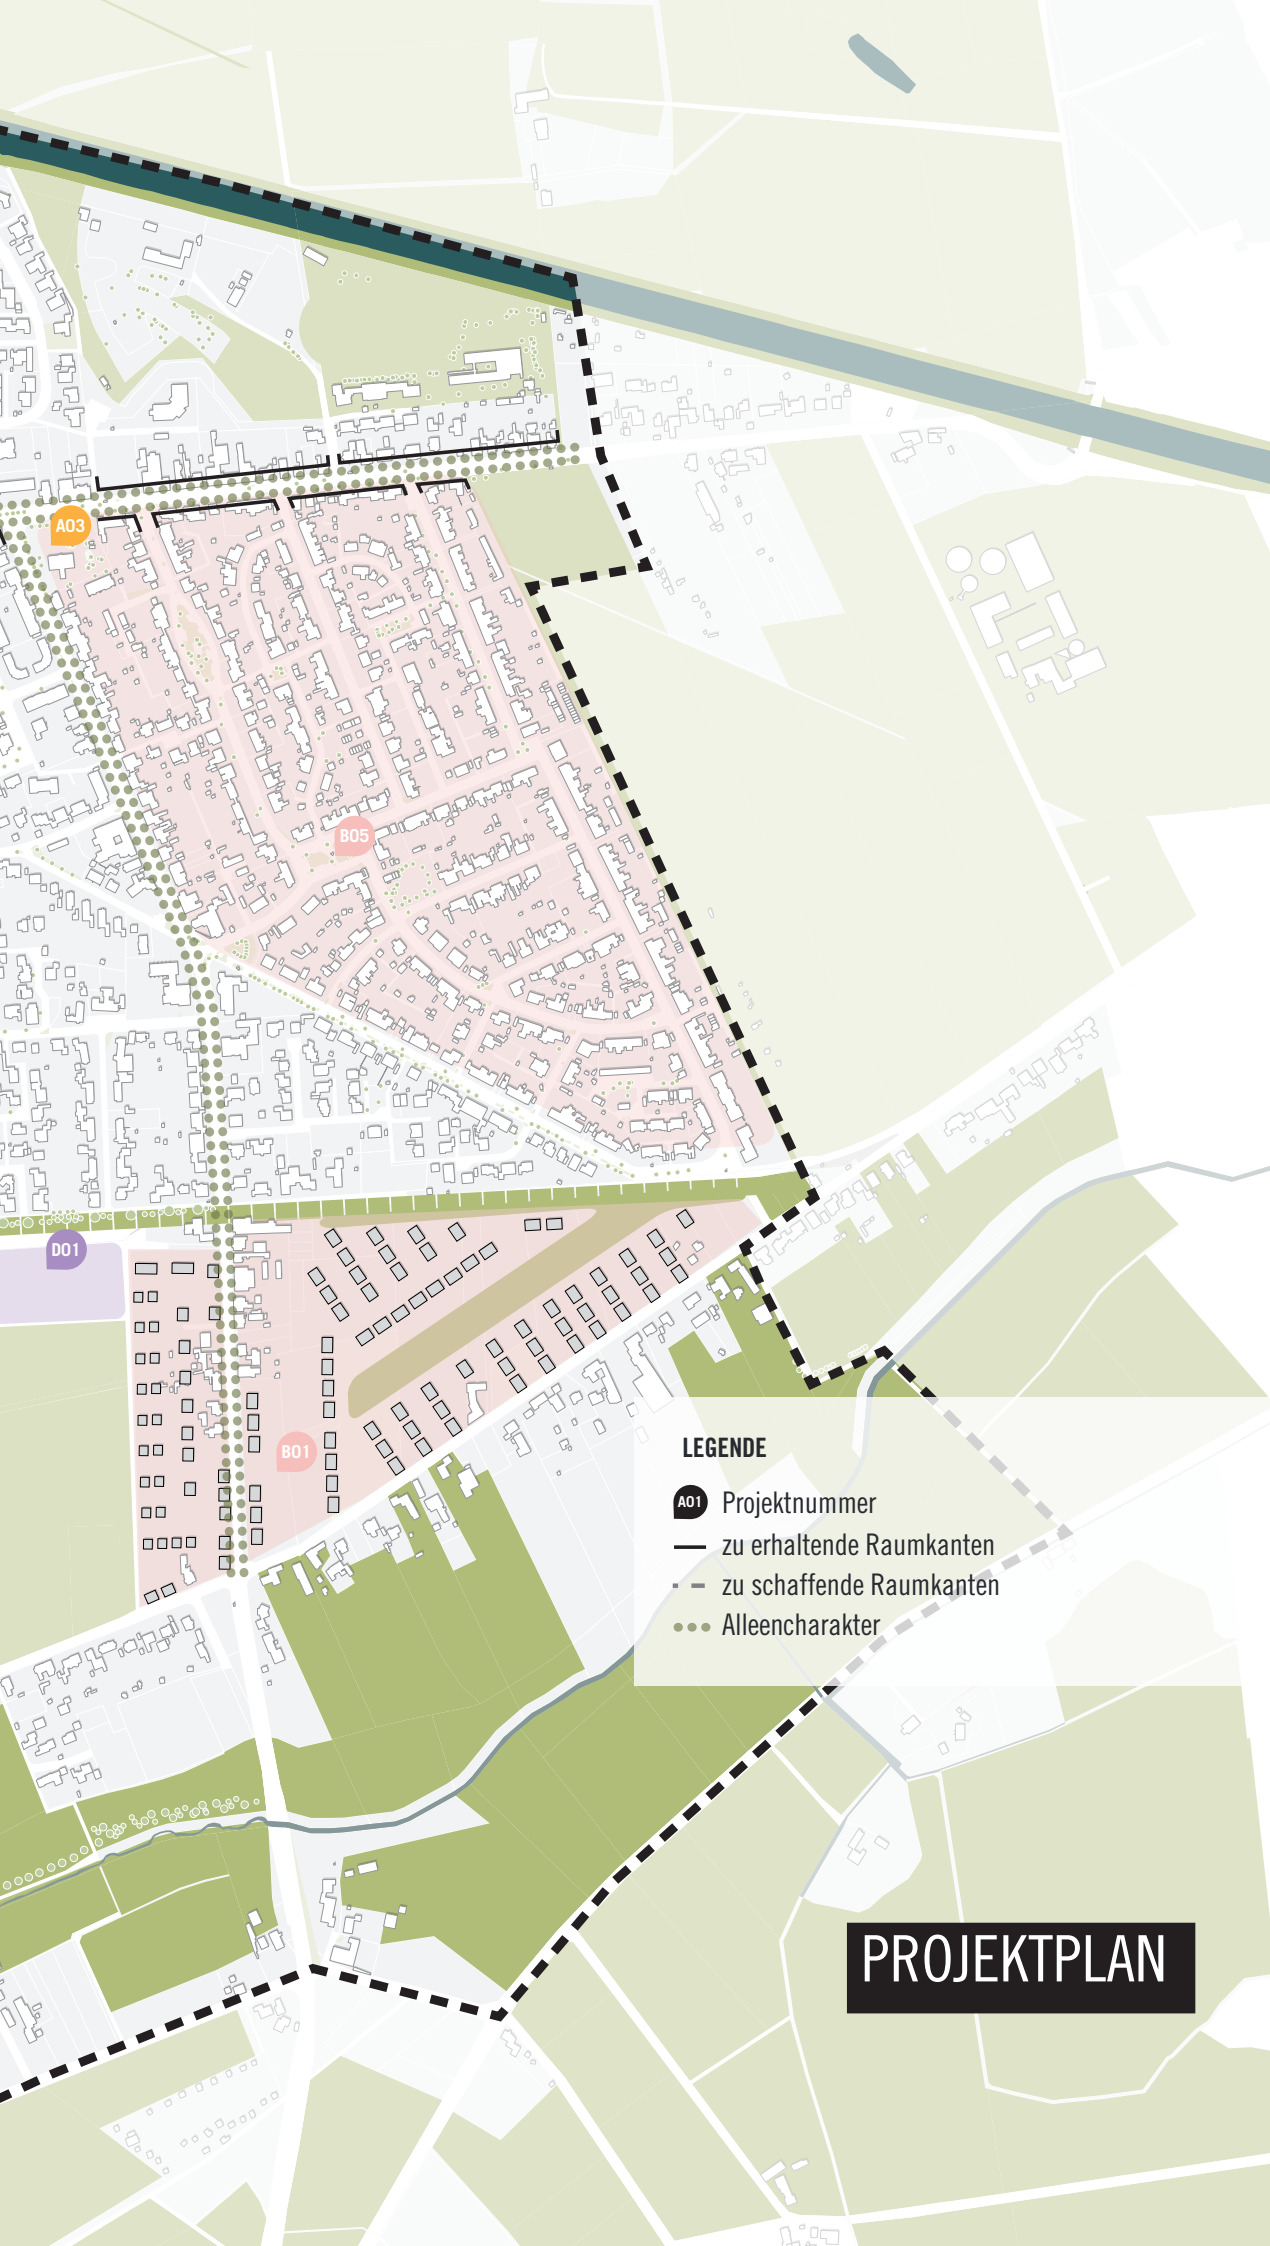 A03
B05
D01
B01
LEGENDE
A01 Projektnummer
zu erhaltende Raumkanten
zu schaffende Raumkanten
Alleencharakter
PROJEKTPLAN